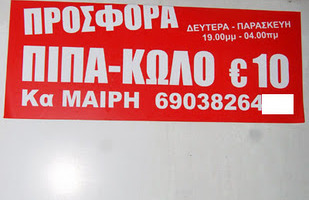 ΠΡΟΣΦΟΡΑ
ΔΕΥΤΕΡΑ - ΠΑΡΑΣΚΕΥΗ
19.00μμ - 04.00πμ
ΠΙΠΑ-ΚΩΛΟ € 10
Κα ΜΑΙΡΗ 69038264